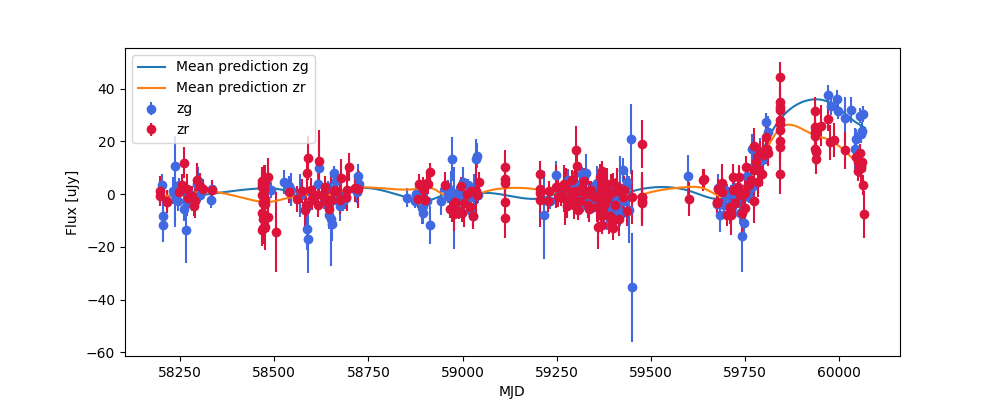 Mean prediction zg
Mean prediction zr
zg
zr
Flux [uJy]
40
20
0
−20
−40
−60
58250
58500
58750
59000
59250
59500
59750
60000
MJD